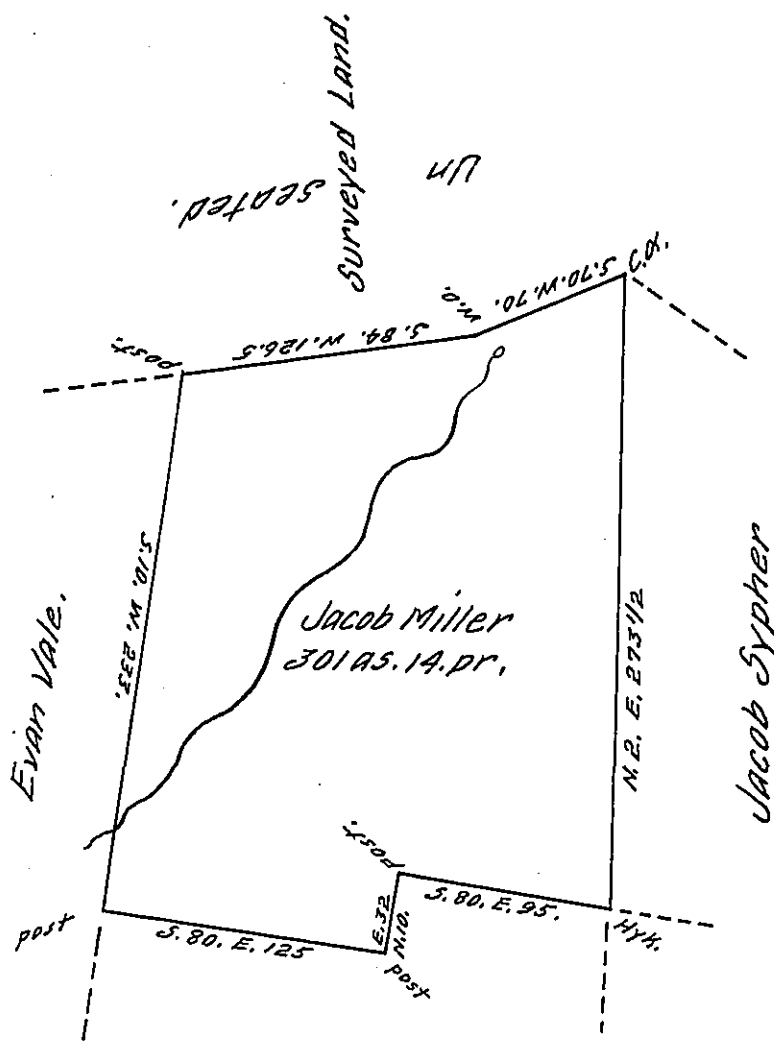 Surveyed Land.
Un
seated.
C.O.
S.70.W.70.
W.O.
S. 84. W. 126.5
post.
Evan Vale.
S.10. W. 233.
Jacob Miller
301 as. 14. pr.
N. 2. E. 273 1/2
Jacob Sypher
post.
S. 80. E. 95.
Hyk.
E. 32
N. 10.
post
S. 80. E. 125
post